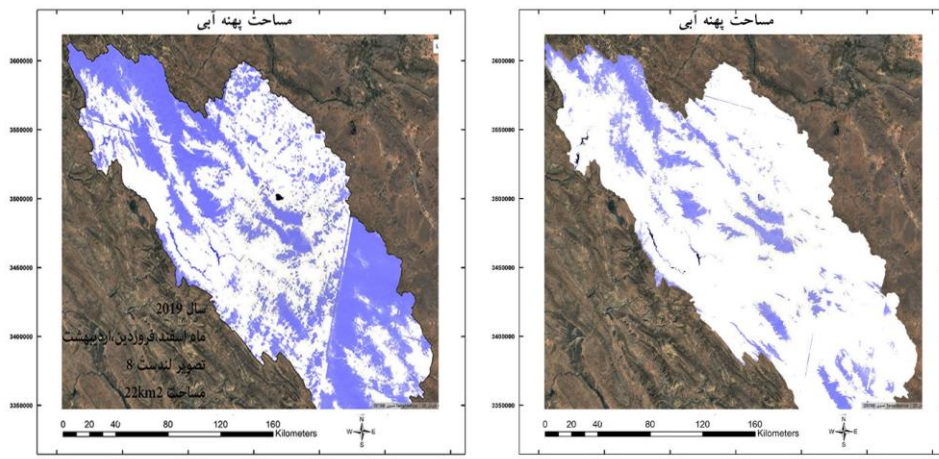 مساحت پهنه آبی
3600000
3550000
3500000
3450000
3400000
3350000
سال 2019
ماه اسفند،فروردین،اردیبهشت
تصویر لندست 8
مساحت 22km2
0 20 40 80 120 160
Kilometers
N
W E
S
مساحت پهنه آبی
3600000
3550000
3500000
3450000
3400000
3350000
0 20 40 80 120 160
Kilometers
N
W E
S